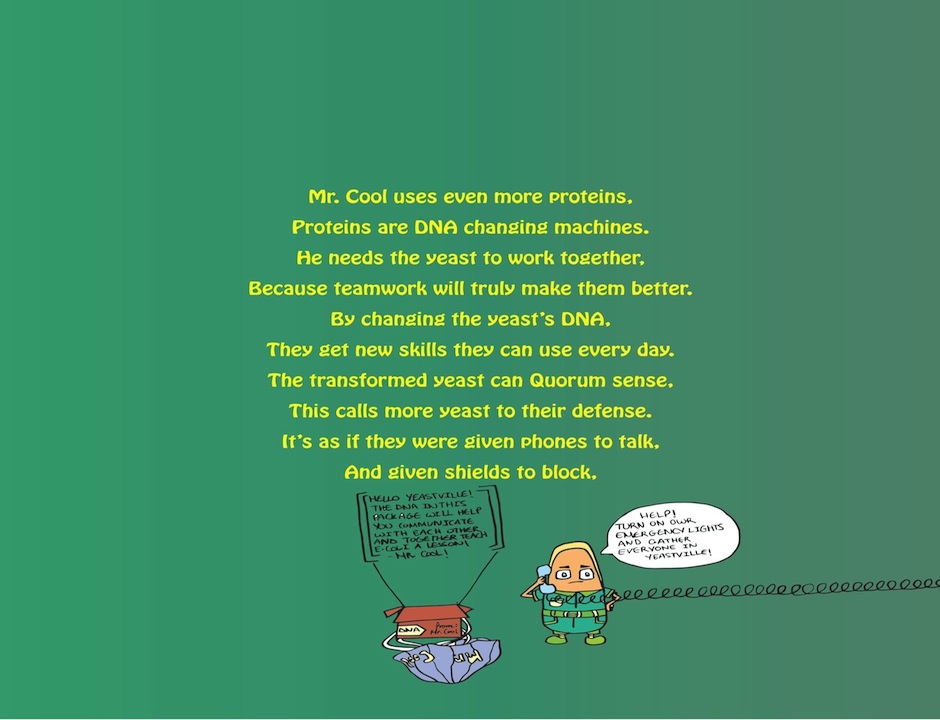 Mr. Cool uses even more proteins,
Proteins are DNA changing machines.
He needs the yeast to work together,
Because teamwork will truly make them better.
By changing the yeast's DNA,
They get new skills they can use every day.
The transformed yeast can Quorum sense,
This calls more yeast to their defense.
It's as if they were given phones to talk,
And given shields to block,
HELLO YEASTVILLE!
THE DNA IN THIS
PACKAGE WILL HELP
YOU COMMUNICATE
WITH EACH OTHER
AND TOGETHER TEACH
E-COLI A LESSON!
- MR COOL!
HELP!
TURN ON OWR
EMERGENCY LIGHTS
AND GATHER
EVERYONE IN
YEASTVILLE!
DNA
From:
Mr. Cool
Mr. Cool